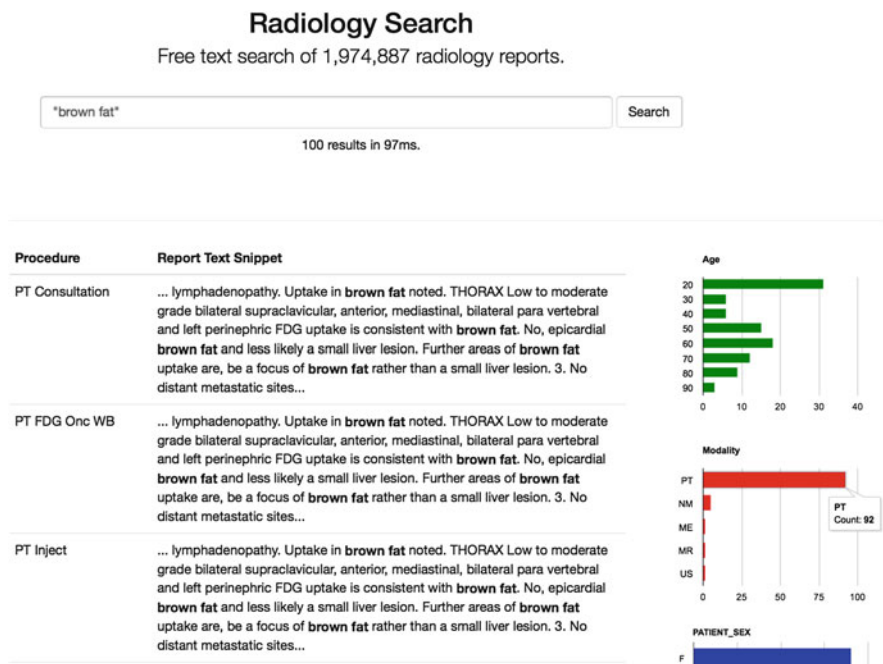 Radiology Search
Free text search of 1,974,887 radiology reports.
"brown fat"
Search
100 results in 97ms.
Procedure
Report Text Snippet
PT Consultation
... lymphadenopathy. Uptake in brown fat noted. THORAX Low to moderate
grade bilateral supraclavicular, anterior, mediastinal, bilateral para vertebral
and left perinephric FDG uptake is consistent with brown fat. No, epicardial
brown fat and less likely a small liver lesion. Further areas of brown fat
uptake are, be a focus of brown fat rather than a small liver lesion. 3. No
distant metastatic sites...
PT FDG Onc WB
... lymphadenopathy. Uptake in brown fat noted. THORAX Low to moderate
grade bilateral supraclavicular, anterior, mediastinal, bilateral para vertebral
and left perinephric FDG uptake is consistent with brown fat. No, epicardial
brown fat and less likely a small liver lesion. Further areas of brown fat
uptake are, be a focus of brown fat rather than a small liver lesion. 3. No
distant metastatic sites...
PT Inject
... lymphadenopathy. Uptake in brown fat noted. THORAX Low to moderate
grade bilateral supraclavicular, anterior, mediastinal, bilateral para vertebral
and left perinephric FDG uptake is consistent with brown fat. No, epicardial
brown fat and less likely a small liver lesion. Further areas of brown fat
uptake are, be a focus of brown fat rather than a small liver lesion. 3. No
distant metastatic sites...
Age
20
30
40
50
60
70
80
90
0 10 20 30 40
Modality
PT
NM
ME
MR
US
PT
Count: 92
0 25 50 75 100
PATIENT_SEX
F